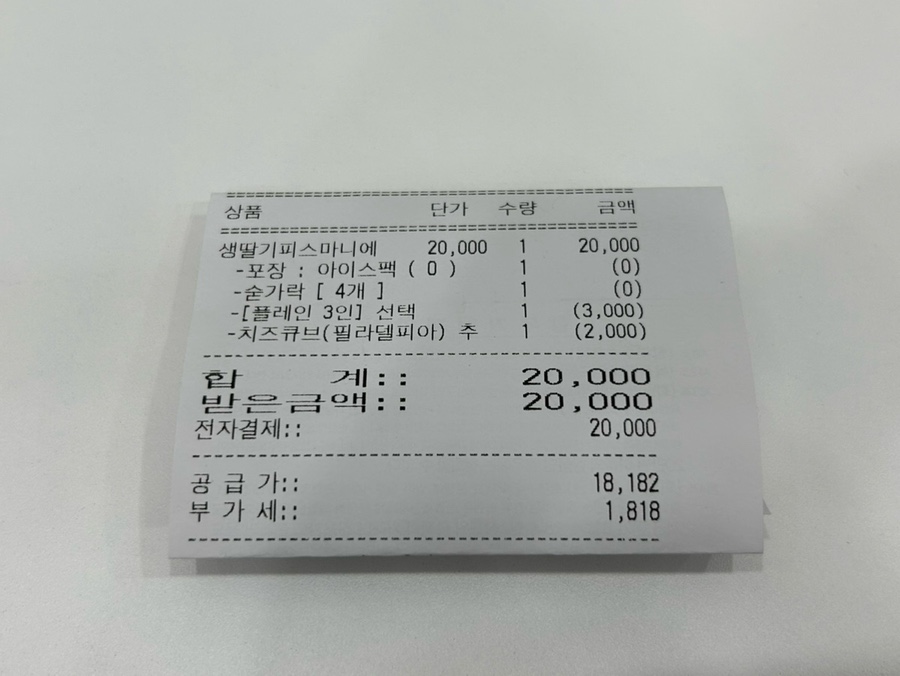 상품 단가 수량 금액
생딸기피스마니에 20,000 1 20,000
-포장 : 아이스팩 ( 0 ) 1 (0)
-숟가락 [ 4개 ] 1 (0)
-[플레인 3인] 선택 1 (3,000)
-치즈큐브(필라델피아) 추 1 (2,000)
합 계:: 20,000
받은금액:: 20,000
전자결제:: 20,000
공 급 가:: 18,182
부 가 세:: 1,818